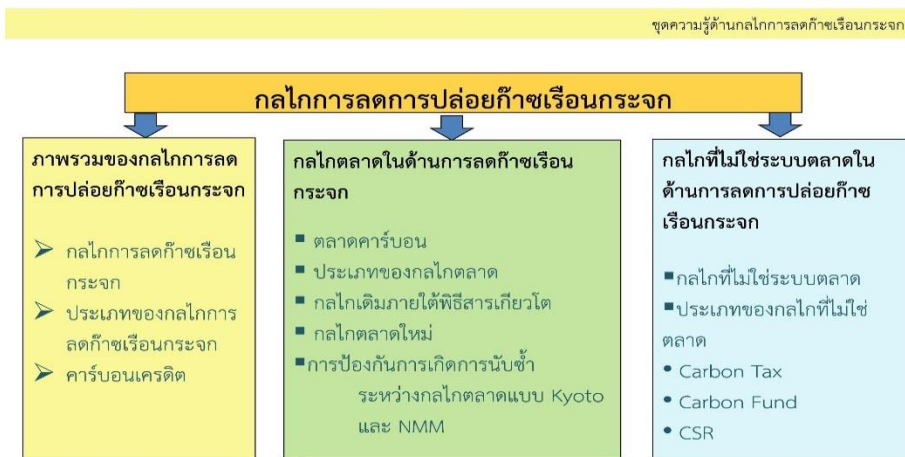 ชุดความรู้ด้านกลไกการลดก๊าซเรือนกระจก
กลไกการลดการปล่อยก๊าซเรือนกระจก
ภาพรวมของกลไกการลด
การปล่อยก๊าซเรือนกระจก
➢ กลไกการลดก๊าซเรือน
กระจก
➢ ประเภทของกลไกการ
ลดก๊าซเรือนกระจก
➢ คาร์บอนเครดิต
กลไกตลาดในด้านการลดก๊าซเรือน
กระจก
▪ ตลาดคาร์บอน
▪ ประเภทของกลไกตลาด
▪ กลไกเดิมภายใต้พิธีสารเกียวโต
▪ กลไกตลาดใหม่
▪การป้องกันการเกิดการนับซ้ำ
ระหว่างกลไกตลาดแบบ Kyoto
และ NMM
กลไกที่ไม่ใช่ระบบตลาดใน
ด้านการลดการปล่อยก๊าซ
เรือนกระจก
▪กลไกที่ไม่ใช่ระบบตลาด
▪ประเภทของกลไกที่ไม่ใช่
ตลาด
• Carbon Tax
• Carbon Fund
• CSR